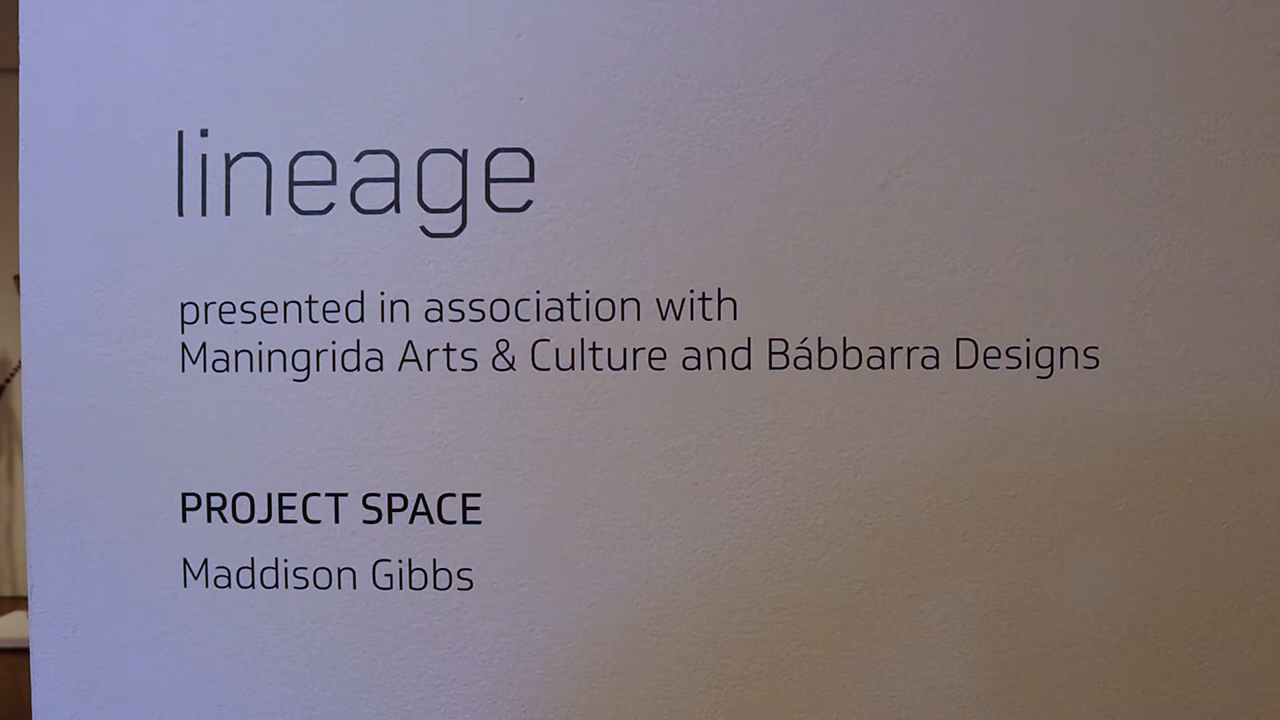 lineage
presented in association with
Maningrida Arts & Culture and Bábbarra Designs
PROJECT SPACE
Maddison Gibbs